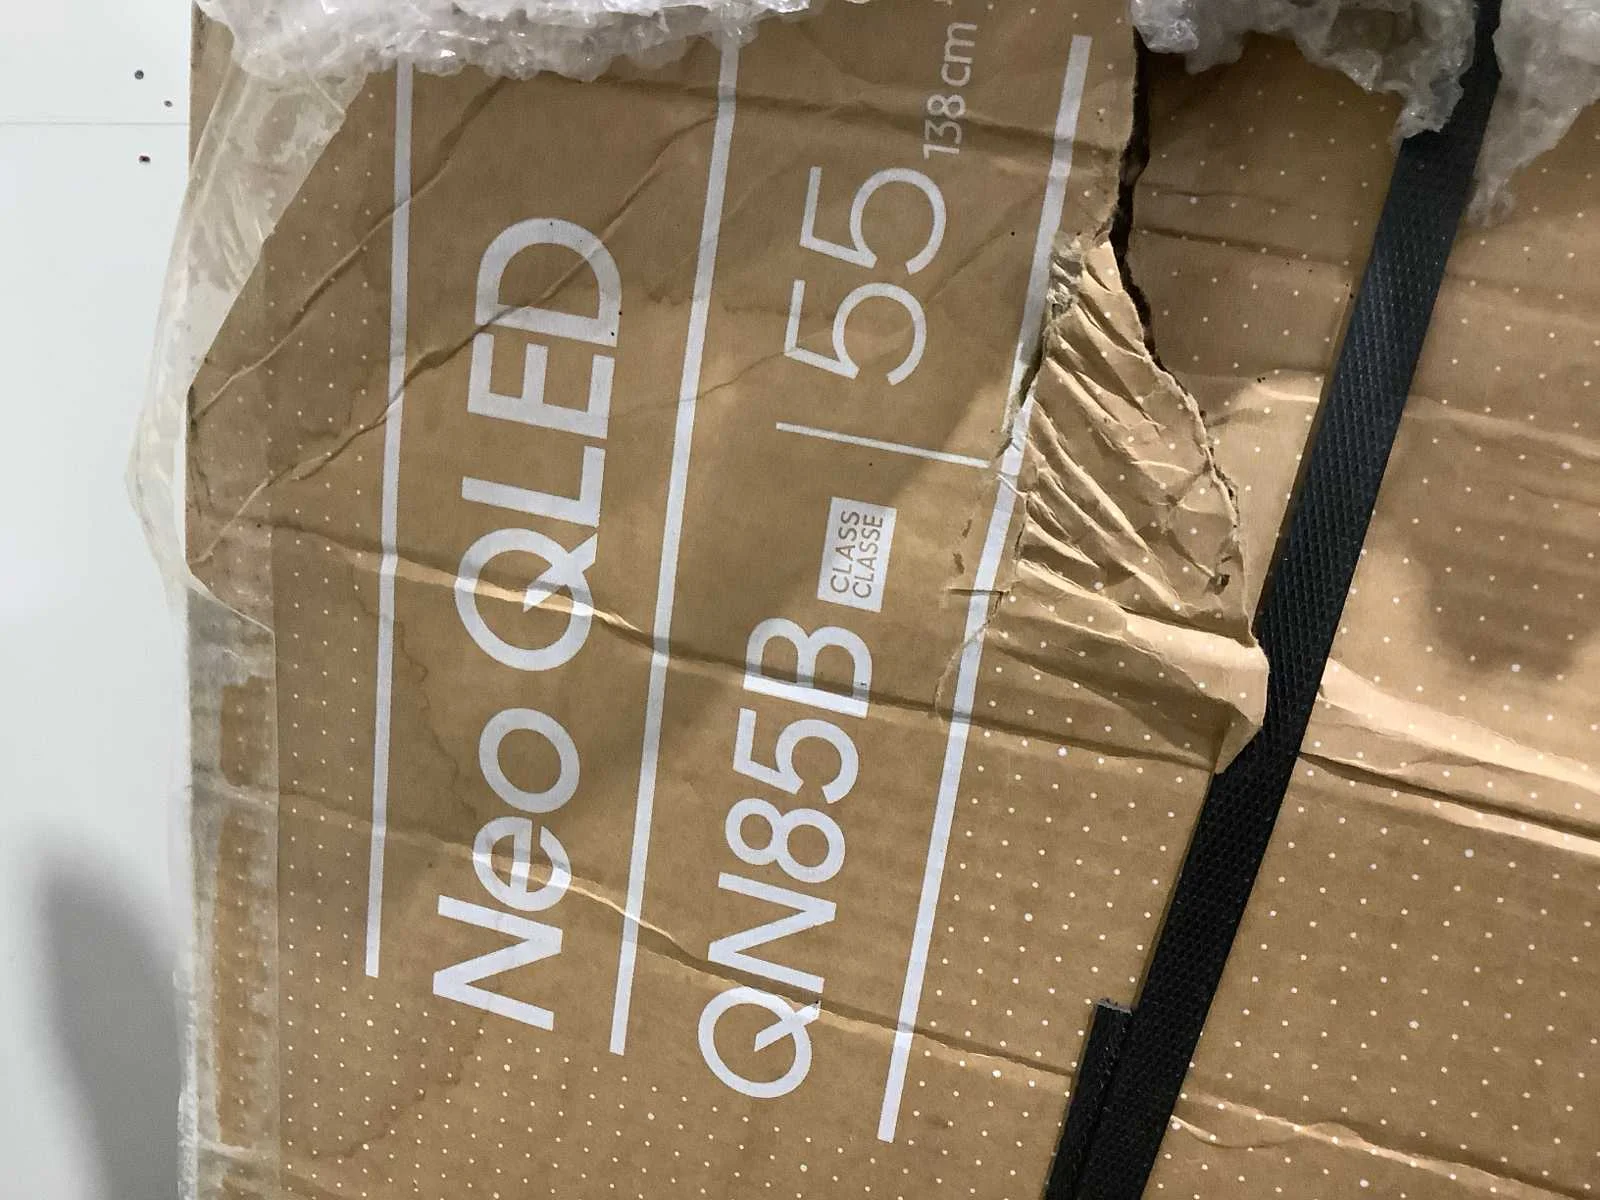 Neo QLED
QN85B
CLASS
CLASSE
55
138 cm